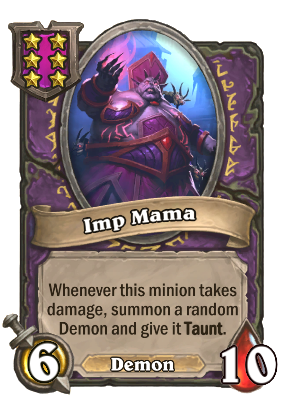 Imp Mama
Whenever this minion takes
damage, summon a random
Demon and give it Taunt.
6
Demon
10